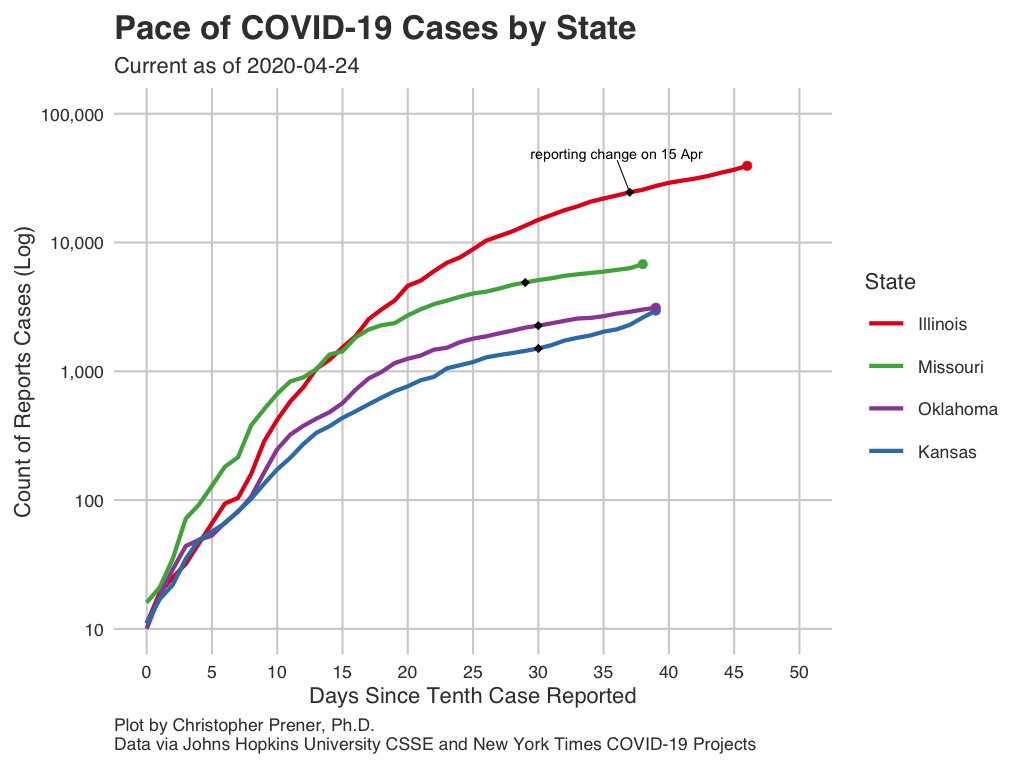 Pace of COVID-19 Cases by State
Current as of 2020-04-24
Count of Reports Cases (Log)
100,000
10,000
1,000
100
10
reporting change on 15 Apr
State
Illinois
Missouri
Oklahoma
Kansas
0 5 10 15 20 25 30 35 40 45 50
Days Since Tenth Case Reported
Plot by Christopher Prener, Ph.D.
Data via Johns Hopkins University CSSE and New York Times COVID-19 Projects